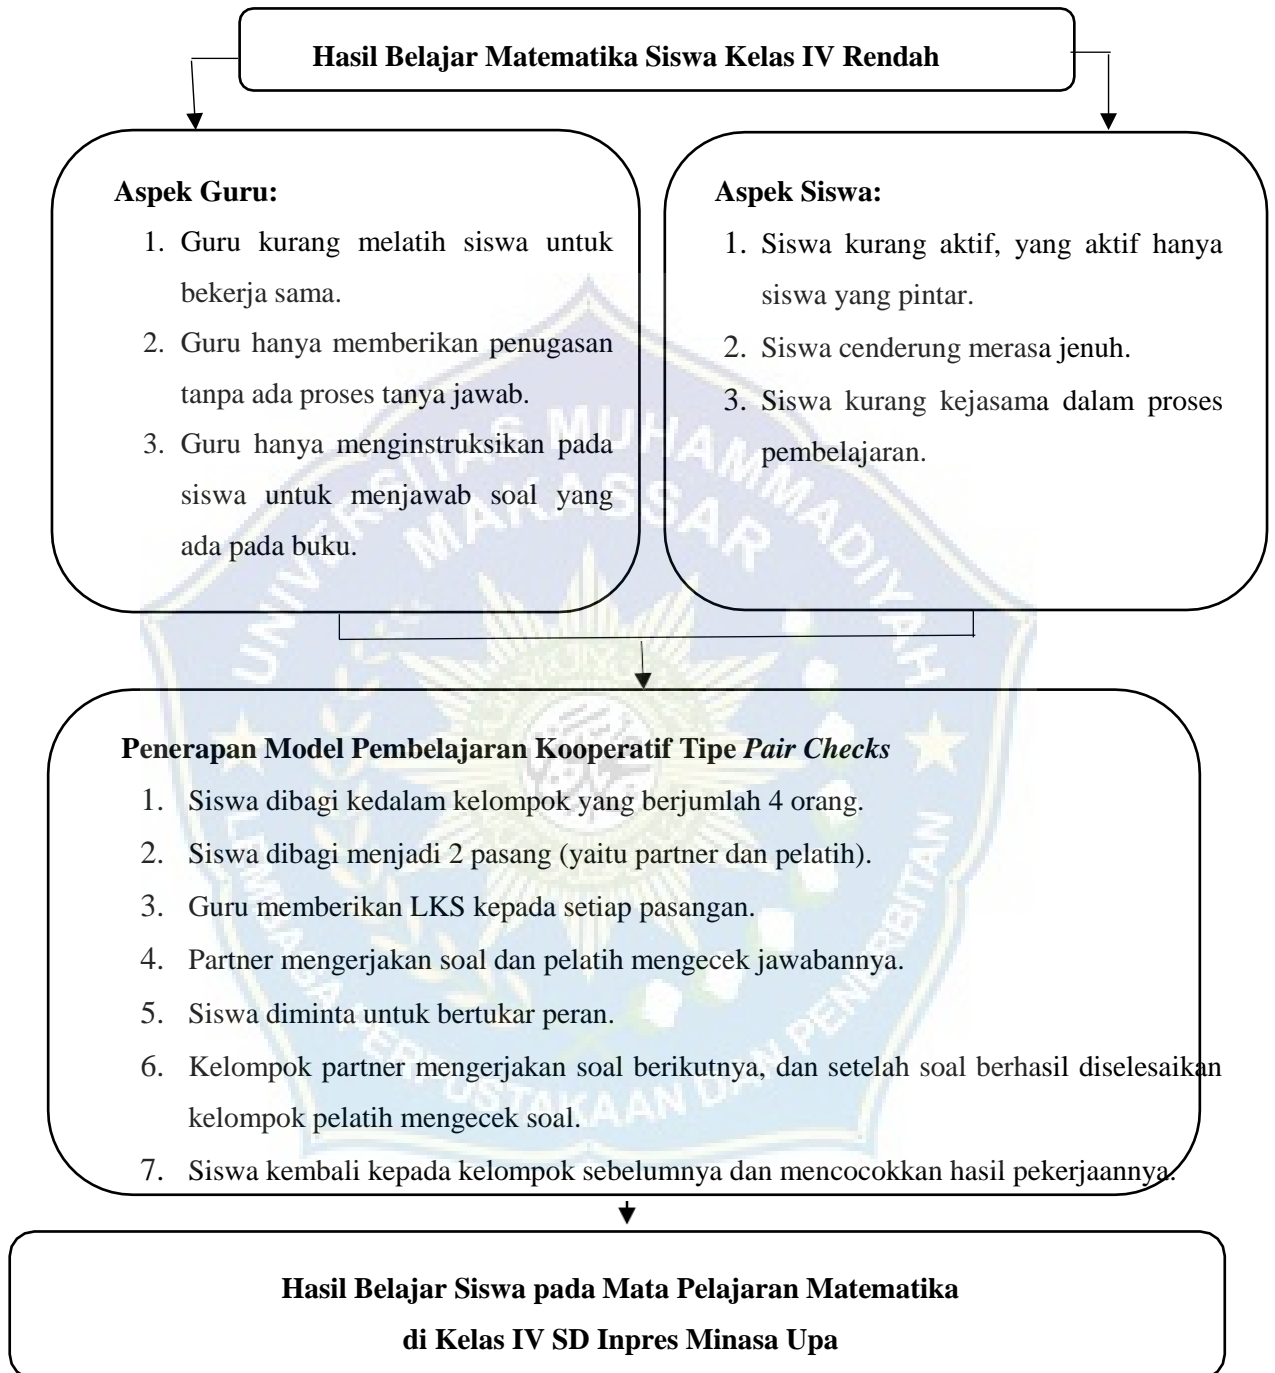 Hasil Belajar Matematika Siswa Kelas IV Rendah
Aspek Guru:
1. Guru kurang melatih siswa untuk
bekerja sama.
2. Guru hanya memberikan penugasan
tanpa ada proses tanya jawab.
3. Guru hanya menginstruksikan pada
siswa untuk menjawab soal yang
ada pada buku.
Aspek Siswa:
1. Siswa kurang aktif, yang aktif hanya
siswa yang pintar.
2. Siswa cenderung merasa jenuh.
3. Siswa kurang kejasama dalam proses
pembelajaran.
UNIVERSITAS MUHAMMADIYAH
MAKASSAR
LEMBAGA PERPUSTAKAAN DAN PENERBITAN
Penerapan Model Pembelajaran Kooperatif Tipe Pair Checks
1. Siswa dibagi kedalam kelompok yang berjumlah 4 orang.
2. Siswa dibagi menjadi 2 pasang (yaitu partner dan pelatih).
3. Guru memberikan LKS kepada setiap pasangan.
4. Partner mengerjakan soal dan pelatih mengecek jawabannya.
5. Siswa diminta untuk bertukar peran.
6. Kelompok partner mengerjakan soal berikutnya, dan setelah soal berhasil diselesaikan
kelompok pelatih mengecek soal.
7. Siswa kembali kepada kelompok sebelumnya dan mencocokkan hasil pekerjaannya.
Hasil Belajar Siswa pada Mata Pelajaran Matematika
di Kelas IV SD Inpres Minasa Upa